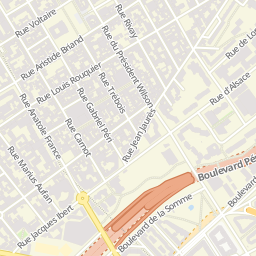 Rue Voltaire
Rue Rivay
Rue Aristide Briand
Rue du Président Wilson
Rue de
Rue d'Alsace
Rue Louis Rouquier
Rue Trébois
Rue Gabriel Péri
Rue Anatole France
Rue Carnot
Rue Jean Jaurès
Rue Marius Aufan
Boulevard
Rue Jacques Ibert
Boulevard de la Somme